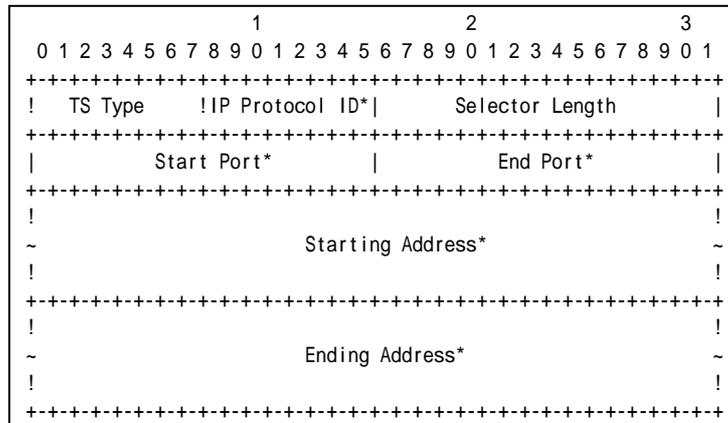 1                   2                   3
 0 1 2 3 4 5 6 7 8 9 0 1 2 3 4 5 6 7 8 9 0 1 2 3 4 5 6 7 8 9 0 1
+-+-+-+-+-+-+-+-+-+-+-+-+-+-+-+-+-+-+-+-+-+-+-+-+-+-+-+-+-+-+-+-+
!   TS Type     !IP Protocol ID*|       Selector Length         |
+-+-+-+-+-+-+-+-+-+-+-+-+-+-+-+-+-+-+-+-+-+-+-+-+-+-+-+-+-+-+-+-+
|           Start Port*         |           End Port*           |
+-+-+-+-+-+-+-+-+-+-+-+-+-+-+-+-+-+-+-+-+-+-+-+-+-+-+-+-+-+-+-+-+
!                                                               !
~                         Starting Address*                     ~
!                                                               !
+-+-+-+-+-+-+-+-+-+-+-+-+-+-+-+-+-+-+-+-+-+-+-+-+-+-+-+-+-+-+-+-+
!                                                               !
~                         Ending Address*                       ~
!                                                               !
+-+-+-+-+-+-+-+-+-+-+-+-+-+-+-+-+-+-+-+-+-+-+-+-+-+-+-+-+-+-+-+-+